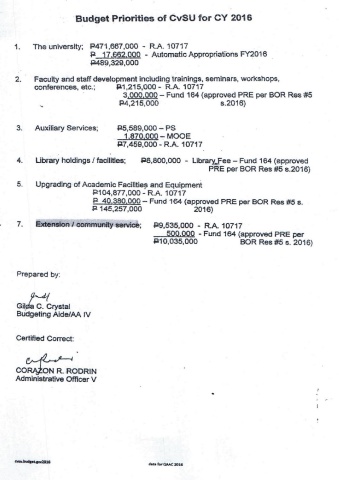 Budget Priorities of CvSU for CY 2016
1. The university; ₱471,667,000 - R.A. 10717
₱ 17,662,000 - Automatic Appropriations FY2016
₱489,329,000
2. Faculty and staff development including trainings, seminars, workshops,
conferences, etc.; ₱1,215,000 - R.A. 10717
3,000,000 – Fund 164 (approved PRE per BOR Res #5
₱4,215,000 s.2016)
3. Auxiliary Services; ₱5,589,000 – PS
1,870,000 – MOOE
₱7,459,000 - R.A. 10717
4. Library holdings / facilities; ₱6,800,000 - Library Fee – Fund 164 (approved
PRE per BOR Res #5 s. 2016)
5. Upgrading of Academic Facilities and Equipment
₱104,877,000 - R.A. 10717
₱ 40,380,000 – Fund 164 (approved PRE per BOR Res #5 s.
₱ 145,257,000 2016)
7. Extension / community service; ₱9,535,000 - R.A. 10717
500,000 - Fund 164 (approved PRE per
₱10,035,000 BOR Res #5 s. 2016)
Prepared by:
Gilda C. Crystal
Budgeting Aide/AA IV
Certified Correct:
CORAZON R. RODRIN
Administrative Officer V
data for QAAC 2016